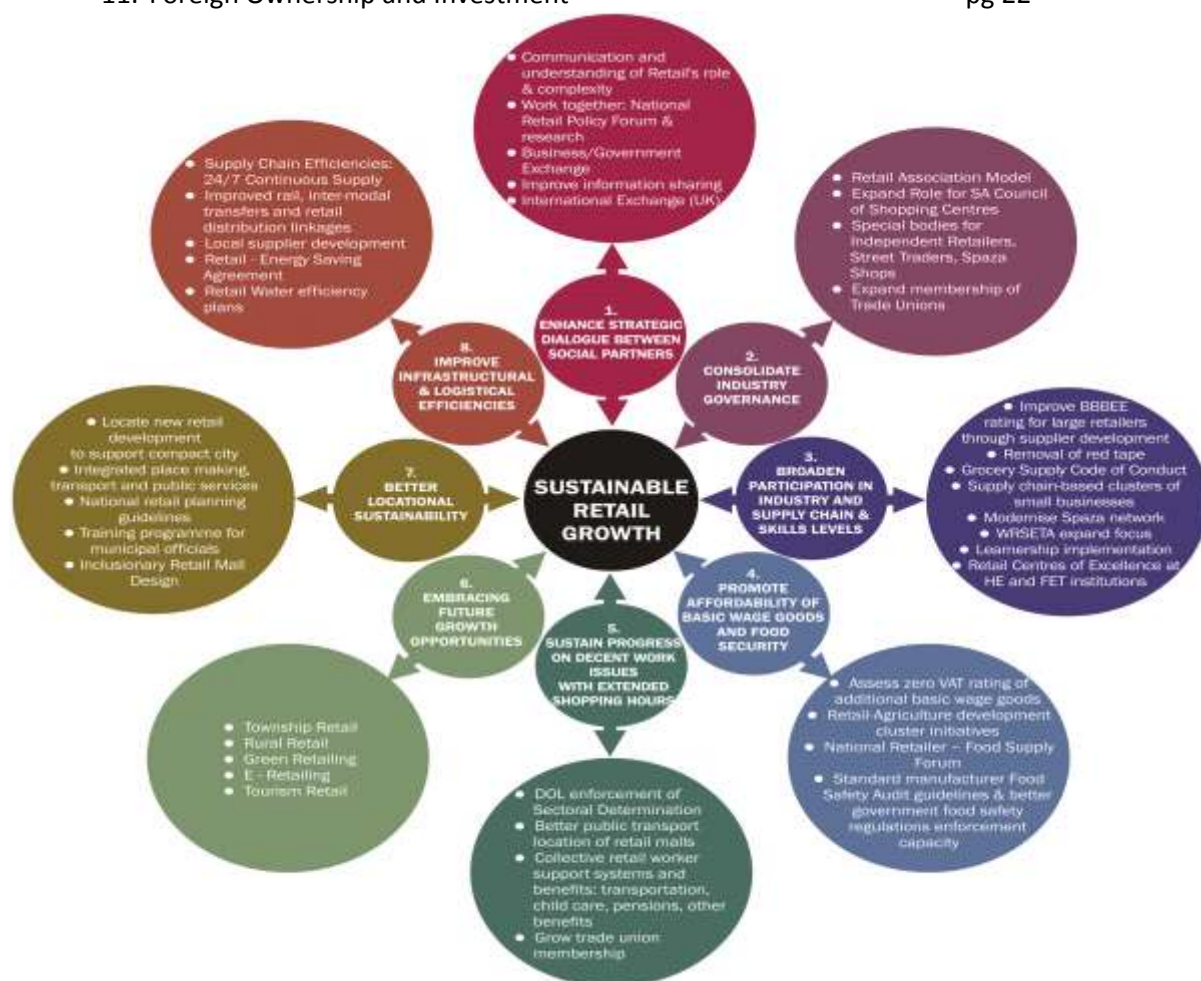 11. Foreign Ownership and Investment pg 22
● Communication and
understanding of Retail's role
& complexity
● Work together: National
Retail Policy Forum &
research
● Business/Government
Exchange
● Improve information sharing
● International Exchange (UK)
1.
ENHANCE STRATEGIC
DIALOGUE BETWEEN
SOCIAL PARTNERS
● Retail Association Model
● Expand Role for SA Council
of Shopping Centres
● Special bodies for
Independent Retailers,
Street Traders, Spaza
Shops
● Expand membership of
Trade Unions
2.
CONSOLIDATE
INDUSTRY
GOVERNANCE
● Improve BBBEE
rating for large retailers
through supplier development
● Removal of red tape
● Grocery Supply Code of Conduct
● Supply chain-based clusters of
small businesses
● Modernise Spaza network
● WRSETA expand focus
● Learnership implementation
● Retail Centres of Excellence at
HE and FET institutions
3.
BROADEN
PARTICIPATION IN
INDUSTRY AND
SUPPLY CHAIN &
SKILLS LEVELS
● Assess zero VAT rating of
additional basic wage goods
● Retail-Agriculture development
cluster initiatives
● National Retailer – Food Supply
Forum
● Standard manufacturer Food
Safety Audit guidelines & better
government food safety
regulations enforcement
capacity
4.
PROMOTE
AFFORDABILITY OF
BASIC WAGE GOODS
AND FOOD
SECURITY
● DOL enforcement of
Sectoral Determination
● Better public transport
location of retail malls
● Collective retail worker
support systems and
benefits: transportation,
child care, pensions, other
benefits
● Grow trade union
membership
5.
SUSTAIN PROGRESS
ON DECENT WORK
ISSUES
WITH EXTENDED
SHOPPING HOURS
● Township Retail
● Rural Retail
● Green Retailing
● E - Retailing
● Tourism Retail
6.
EMBRACING
FUTURE
GROWTH
OPPORTUNITIES
● Locate new retail
development
to support compact city
● Integrated place making,
transport and public services
● National retail planning
guidelines
● Training programme for
municipal officials
● Inclusionary Retail Mall
Design
7.
BETTER
LOCATIONAL
SUSTAINABILITY
● Supply Chain Efficiencies:
24/7 Continuous Supply
● Improved rail, inter-modal
transfers and retail
distribution linkages
● Local supplier development
● Retail - Energy Saving
Agreement
● Retail Water efficiency
plans
8.
IMPROVE
INFRASTRUCTURAL
& LOGISTICAL
EFFICIENCIES
SUSTAINABLE
RETAIL
GROWTH